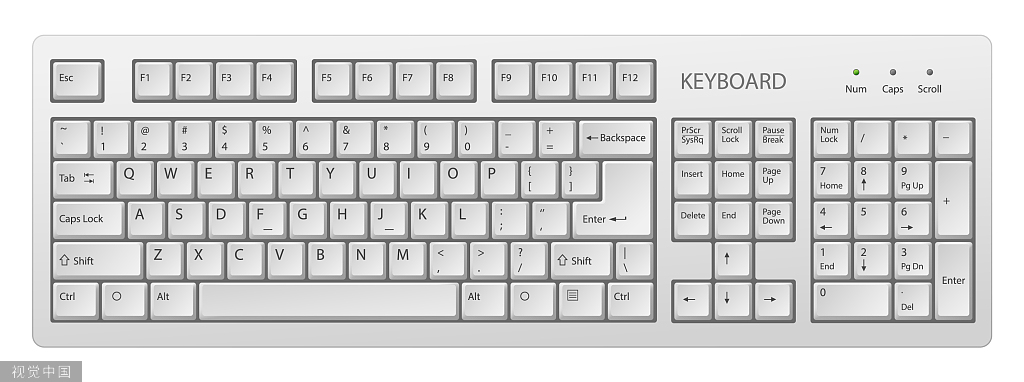 Esc F1 F2 F3 F4 F5 F6 F7 F8 F9 F10 F11 F12
KEYBOARD
Num Caps Scroll
~ ! @ # $ % ^ & * ( ) _ +
` 1 2 3 4 5 6 7 8 9 0 - = ←Backspace
Tab Q W E R T Y U I O P { }
[ ]
Caps Lock A S D F G H J K L : "
; , Enter
⇧ Shift Z X C V B N M < > ? ⇧ Shift |
, . / \
Ctrl Alt Alt Ctrl
PrScr Scroll Pause
SysRq Lock Break
Insert Home Page
Up
Delete End Page
Down
↑
← ↓ →
Num / * −
Lock
7 8 9 +
Home ↑ Pg Up
4 5 6
← →
1 2 3 Enter
End ↓ Pg Dn
0 .
Del
视觉中国